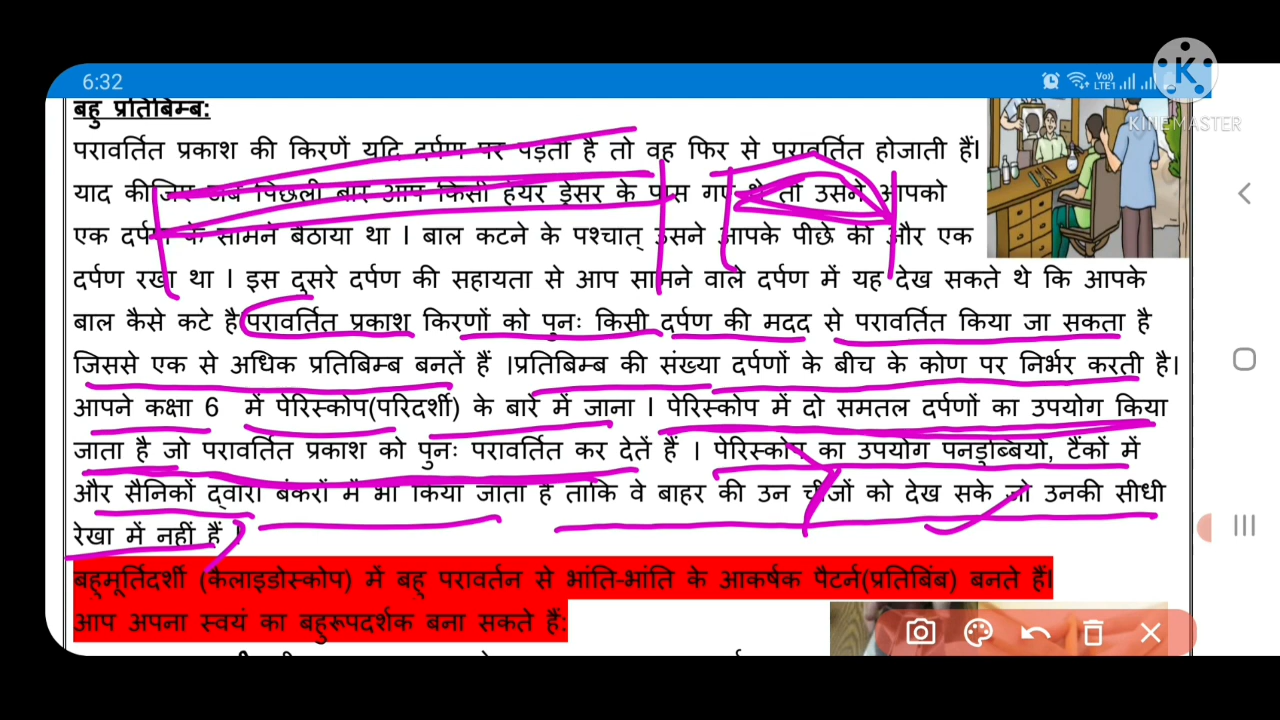 6:32
Vo)) LTE1
K
KINEMASTER
बहु प्रतिबिम्ब:
परावर्तित प्रकाश की किरणें यदि दर्पण पर पड़ती है तो वह फिर से परावर्तित होजाती हैं।
याद कीजिए जब पिछली बार आप किसी हेयर ड्रेसर के पास गए थे तो उसने आपको
एक दर्पण के सामने बैठाया था । बाल कटने के पश्चात् उसने आपके पीछे की और एक
दर्पण रखा था । इस दुसरे दर्पण की सहायता से आप सामने वाले दर्पण में यह देख सकते थे कि आपके
बाल कैसे कटे है परावर्तित प्रकाश किरणों को पुनः किसी दर्पण की मदद से परावर्तित किया जा सकता है
जिससे एक से अधिक प्रतिबिम्ब बनतें हैं ।प्रतिबिम्ब की संख्या दर्पणों के बीच के कोण पर निर्भर करती है।
आपने कक्षा 6 में पेरिस्कोप(परिदर्शी) के बारे में जाना । पेरिस्कोप में दो समतल दर्पणों का उपयोग किया
जाता है जो परावर्तित प्रकाश को पुनः परावर्तित कर देतें हैं । पेरिस्कोप का उपयोग पनडुब्बियो, टैंकों में
और सैनिकों द्वारा बंकरों में भी किया जाता है ताकि वे बाहर की उन चीजों को देख सके जो उनकी सीधी
रेखा में नहीं हैं ।
बहुमूर्तिदर्शी (कैलाइडोस्कोप) में बहु परावर्तन से भांति-भांति के आकर्षक पैटर्न(प्रतिबिंब) बनते हैं।
आप अपना स्वयं का बहुरूपदर्शक बना सकते हैं: